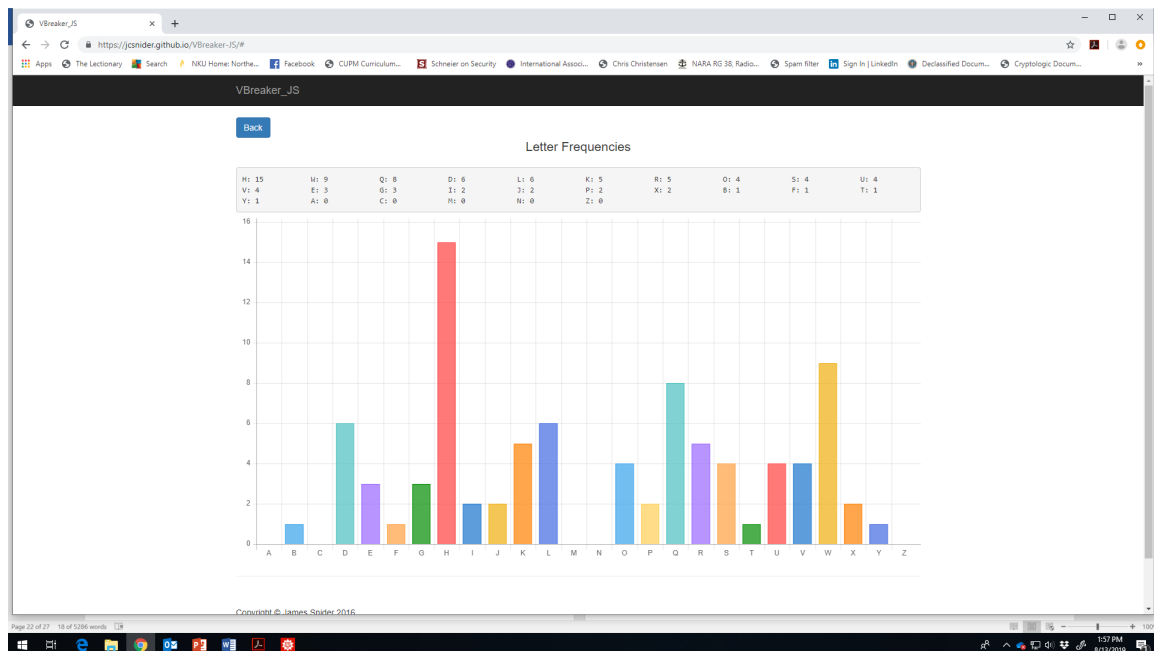 VBreaker_JS
https://jcsnider.github.io/VBreaker-JS/#
Apps The Lectionary Search NKU Home: Northe... Facebook CUPM Curriculum... Schneier on Security International Associ... Chris Christensen NARA RG 38, Radio... Spam filter Sign In | LinkedIn Declassified Docum... Cryptologic Docum... »
VBreaker_JS
Back
Letter Frequencies
H: 15 W: 9 Q: 8 D: 6 L: 6 K: 5 R: 5 O: 4 S: 4 U: 4
V: 4 E: 3 G: 3 I: 2 J: 2 P: 2 X: 2 B: 1 F: 1 T: 1
Y: 1 A: 0 C: 0 M: 0 N: 0 Z: 0
16
14
12
10
8
6
4
2
0
A B C D E F G H I J K L M N O P Q R S T U V W X Y Z
Copyright © James Snider 2016
Page 22 of 27 18 of 5286 words
100
1:57 PM
8/13/2019